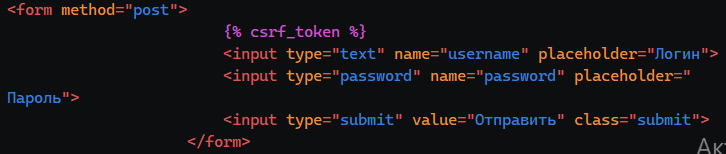 <form method="post">
{% csrf_token %}
<input type="text" name="username" placeholder="Логин">
<input type="password" name="password" placeholder="
Пароль">
<input type="submit" value="Отправить" class="submit">
</form>
Ак